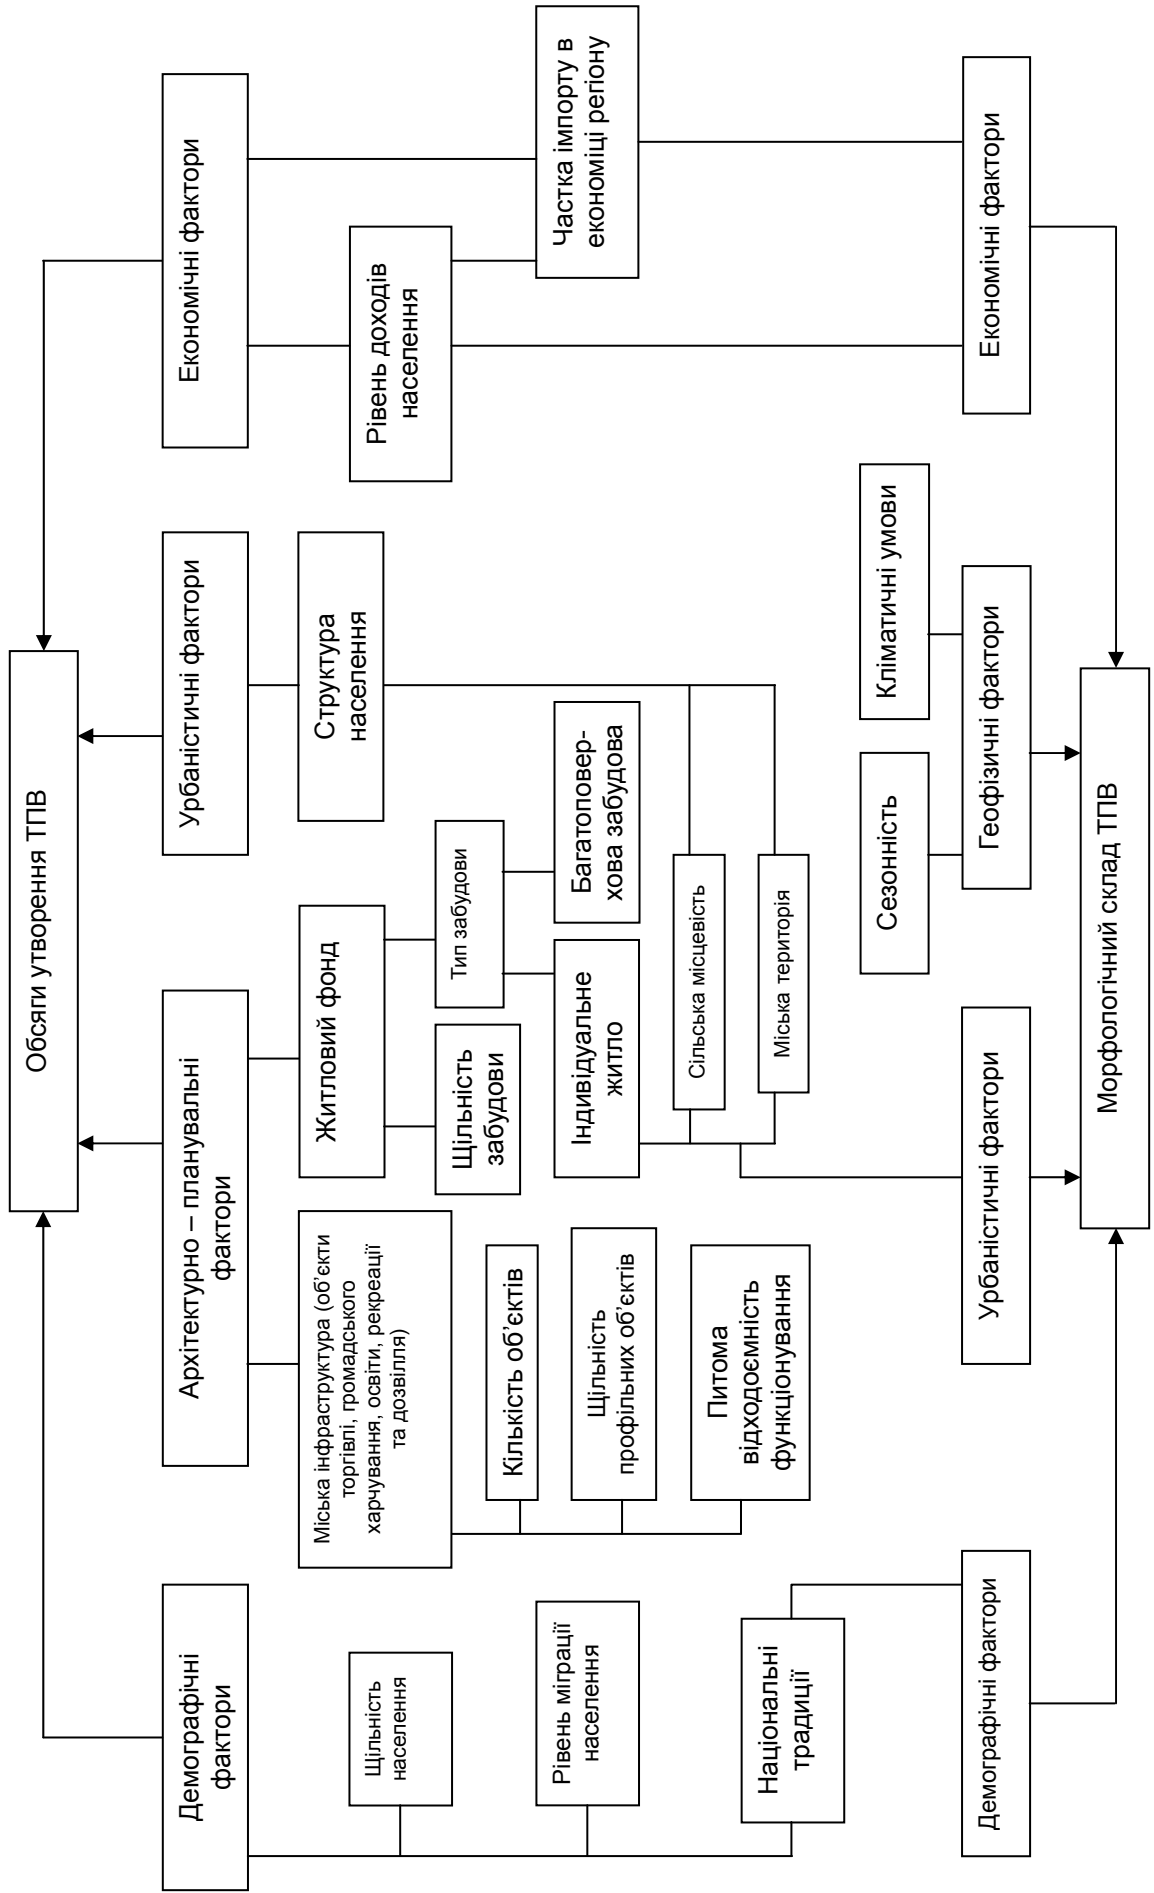 Обсяги утворення ТПВ
Демографічні
фактори
Архітектурно – планувальні
фактори
Урбаністичні фактори
Економічні фактори
Міська інфраструктура (об’єкти
торгівлі, громадського
харчування, освіти, рекреації
та дозвілля)
Житловий фонд
Структура
населення
Щільність
населення
Рівень доходів
населення
Щільність
забудови
Тип забудови
Кількість об’єктів
Рівень міграції
населення
Щільність
профільних об’єктів
Індивідуальне
житло
Багатоповер-
хова забудова
Частка імпорту в
економіці регіону
Питома
відходоємність
функціонування
Сільська місцевість
Міська територія
Національні
традиції
Сезонність
Кліматичні умови
Демографічні фактори
Урбаністичні фактори
Геофізичні фактори
Економічні фактори
Морфологічний склад ТПВ